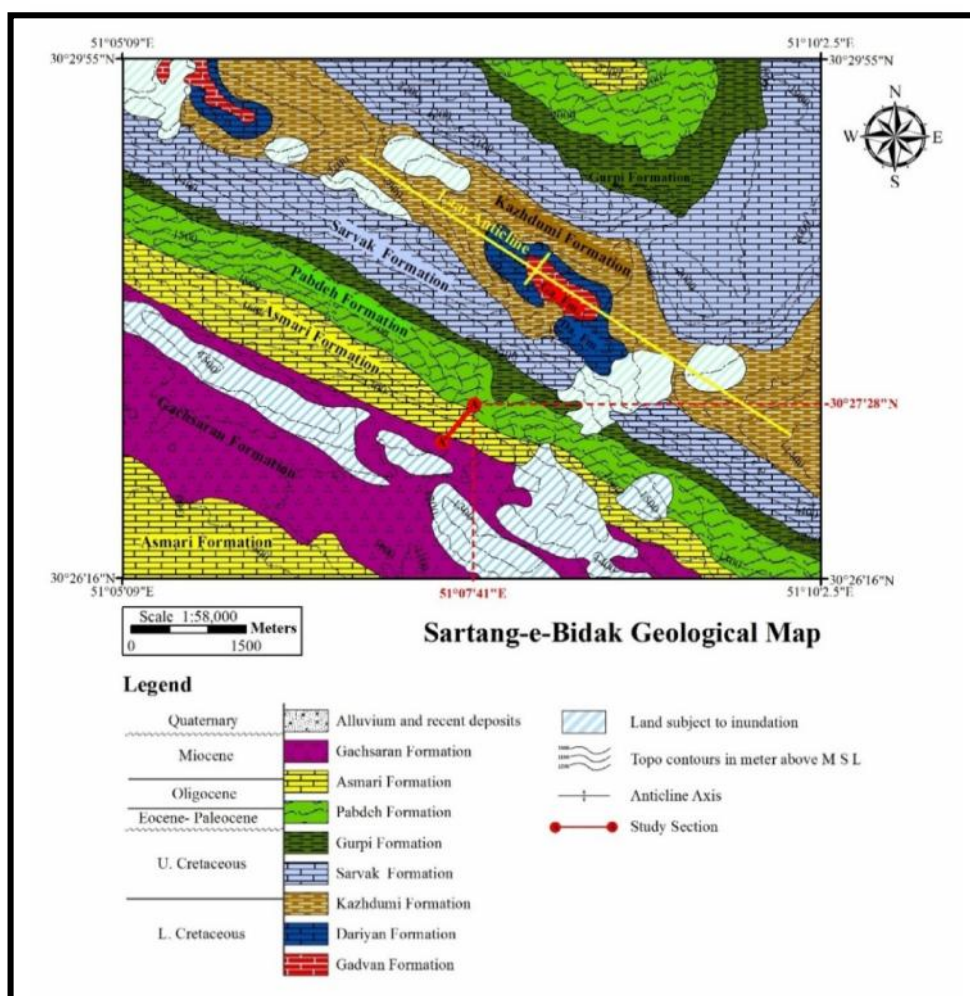 51°05'09"E
51°10'2.5"E
30°29'55"N
30°29'55"N
N
W E
S
Gurpi Formation
Kazhdumi Formation
Anticline
Sarvak Formation
Pabdeh Formation
Asmari Formation
Gachsaran Formation
Asmari Formation
1500
1500
30°27'28"N
30°26'16"N
30°26'16"N
51°05'09"E
51°07'41"E
51°10'2.5"E
Scale 1:58,000
Meters
0 1500
Sartang-e-Bidak Geological Map
Legend
Quaternary
Miocene
Oligocene
Eocene- Paleocene
U. Cretaceous
L. Cretaceous
Alluvium and recent deposits
Gachsaran Formation
Asmari Formation
Pabdeh Formation
Gurpi Formation
Sarvak Formation
Kazhdumi Formation
Dariyan Formation
Gadvan Formation
Land subject to inundation
Topo contours in meter above M S L
Anticline Axis
Study Section